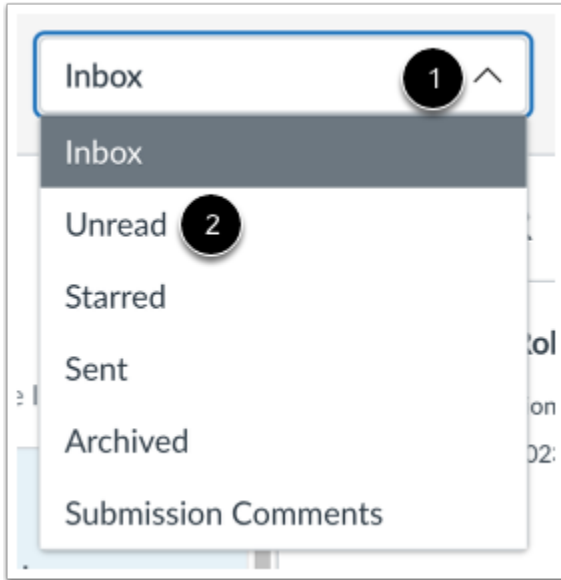 Inbox 1
Inbox
Unread 2
Starred
Sent
Archived
Submission Comments